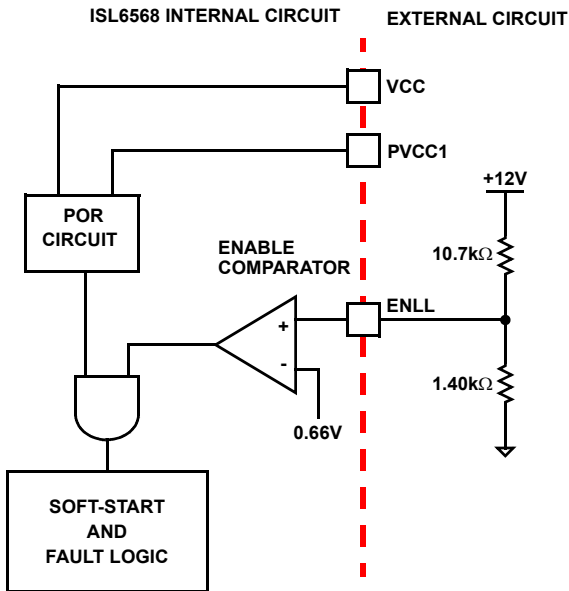 ISL6568 INTERNAL CIRCUIT
EXTERNAL CIRCUIT
VCC
PVCC1
+12V
POR
CIRCUIT
10.7kΩ
ENABLE
COMPARATOR
ENLL
+
-
1.40kΩ
0.66V
SOFT-START
AND
FAULT LOGIC